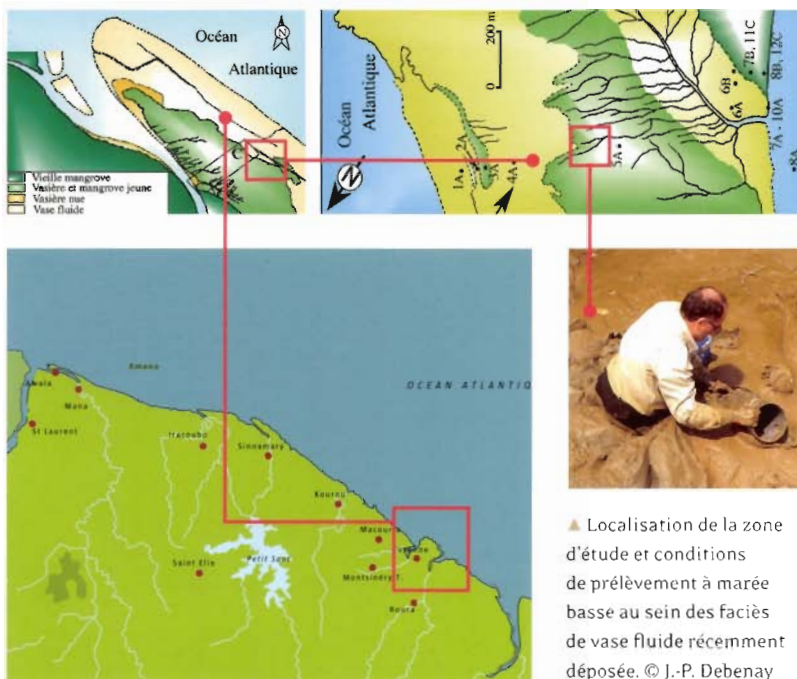 Océan
Atlantique
N
Vieille mangrove
Vasière et mangrove jeune
Vasière nue
Vase fluide
Océan
Atlantique
N
0 200 m
1A
2A
3A
4A
5A
6A
6B
7B, 11C
8B, 12C
7A - 10A
8A
OCEAN ATLANTIQ
Awala
Mana
St Laurent
Iracoubo
Sinnamary
Kourou
Macouria
Saint Elie
Petit Saut
Montsinéry T.
Roura
Localisation de la zone
d'étude et conditions
de prélèvement à marée
basse au sein des faciès
de vase fluide récemment
déposée. © J.-P. Debenay